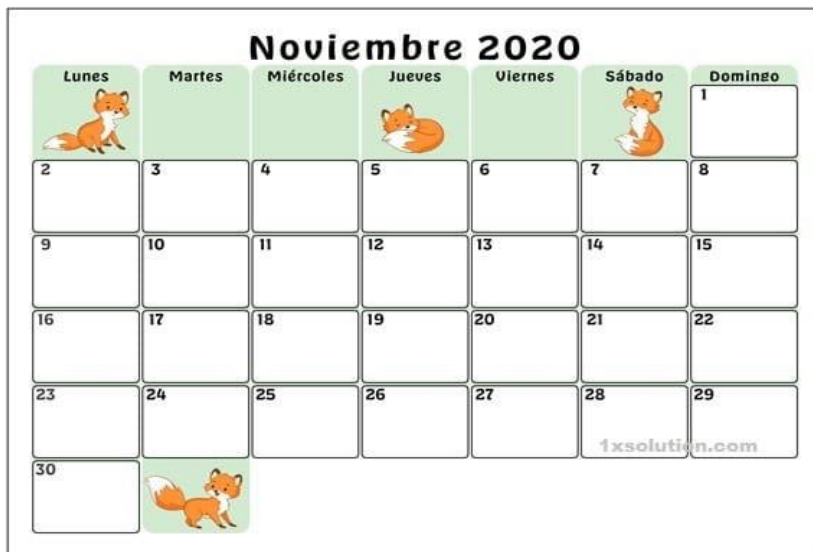 Noviembre 2020
Lunes Martes Miércoles Jueves Viernes Sábado Domingo
1
2 3 4 5 6 7 8
9 10 11 12 13 14 15
16 17 18 19 20 21 22
23 24 25 26 27 28 29
1xsolution.com
30